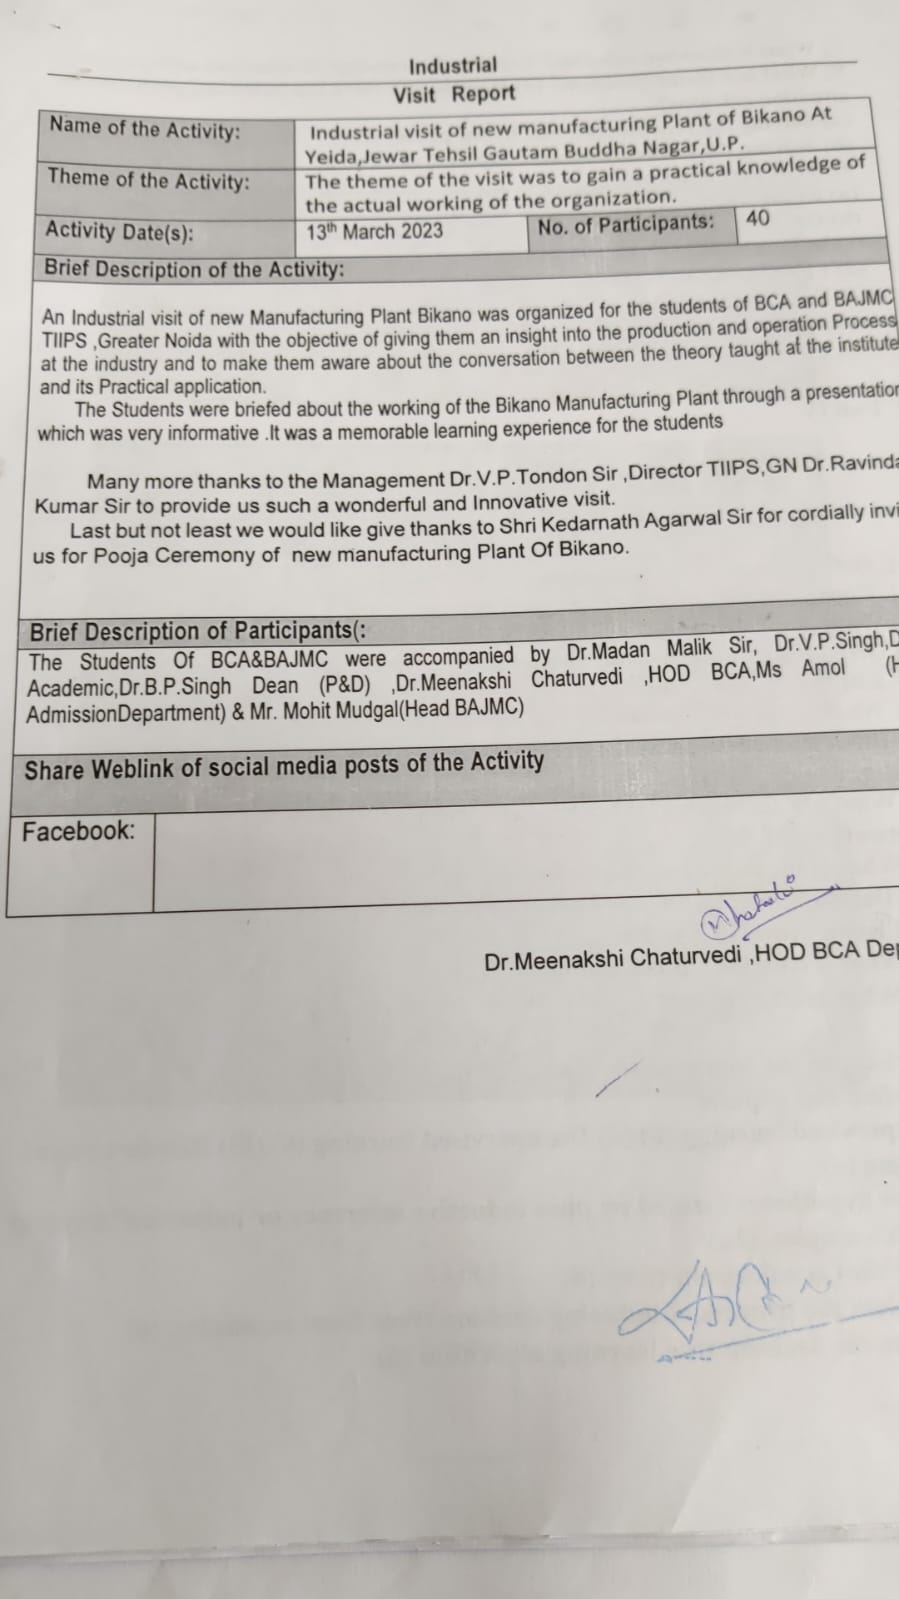 Industrial
Visit Report
Name of the Activity: Industrial visit of new manufacturing Plant of Bikano At
Yeida,Jewar Tehsil Gautam Buddha Nagar,U.P.
Theme of the Activity: The theme of the visit was to gain a practical knowledge of
the actual working of the organization.
Activity Date(s): 13th March 2023 No. of Participants: 40
Brief Description of the Activity:
An Industrial visit of new Manufacturing Plant Bikano was organized for the students of BCA and BAJMC
TIIPS ,Greater Noida with the objective of giving them an insight into the production and operation Process
at the industry and to make them aware about the conversation between the theory taught at the institute
and its Practical application.
The Students were briefed about the working of the Bikano Manufacturing Plant through a presentation
which was very informative .It was a memorable learning experience for the students
Many more thanks to the Management Dr.V.P.Tondon Sir ,Director TIIPS,GN Dr.Ravinda
Kumar Sir to provide us such a wonderful and Innovative visit.
Last but not least we would like give thanks to Shri Kedarnath Agarwal Sir for cordially invi
us for Pooja Ceremony of new manufacturing Plant Of Bikano.
Brief Description of Participants(:
The Students Of BCA&BAJMC were accompanied by Dr.Madan Malik Sir, Dr.V.P.Singh,D
Academic,Dr.B.P.Singh Dean (P&D) ,Dr.Meenakshi Chaturvedi ,HOD BCA,Ms Amol (H
AdmissionDepartment) & Mr. Mohit Mudgal(Head BAJMC)
Share Weblink of social media posts of the Activity
Facebook:
Dr.Meenakshi Chaturvedi ,HOD BCA Dep